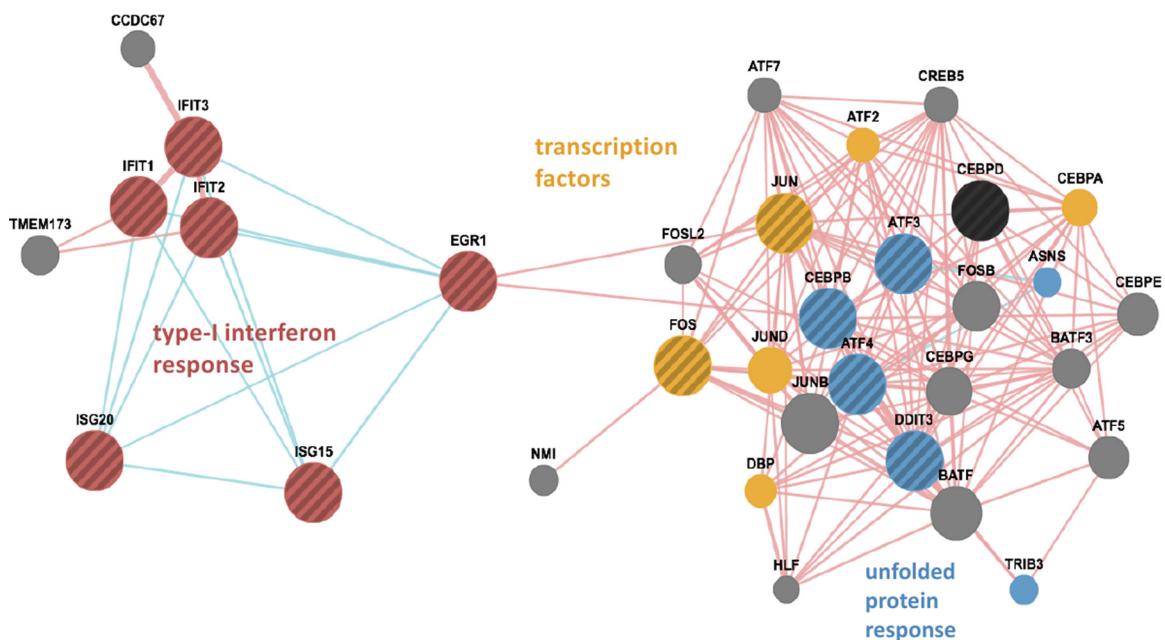 CCDC67
IFIT3
IFIT1
IFIT2
TMEM173
EGR1
type-I interferon
response
ISG20
ISG15
transcription
factors
ATF7
CREB5
ATF2
JUN
CEBPD
CEBPA
FOSL2
ATF3
ASNS
CEBPB
FOSB
CEBPE
FOS
JUND
ATF4
BATF3
JUNB
CEBPG
DDIT3
ATF5
NMI
DBP
BATF
HLF
TRIB3
unfolded
protein
response